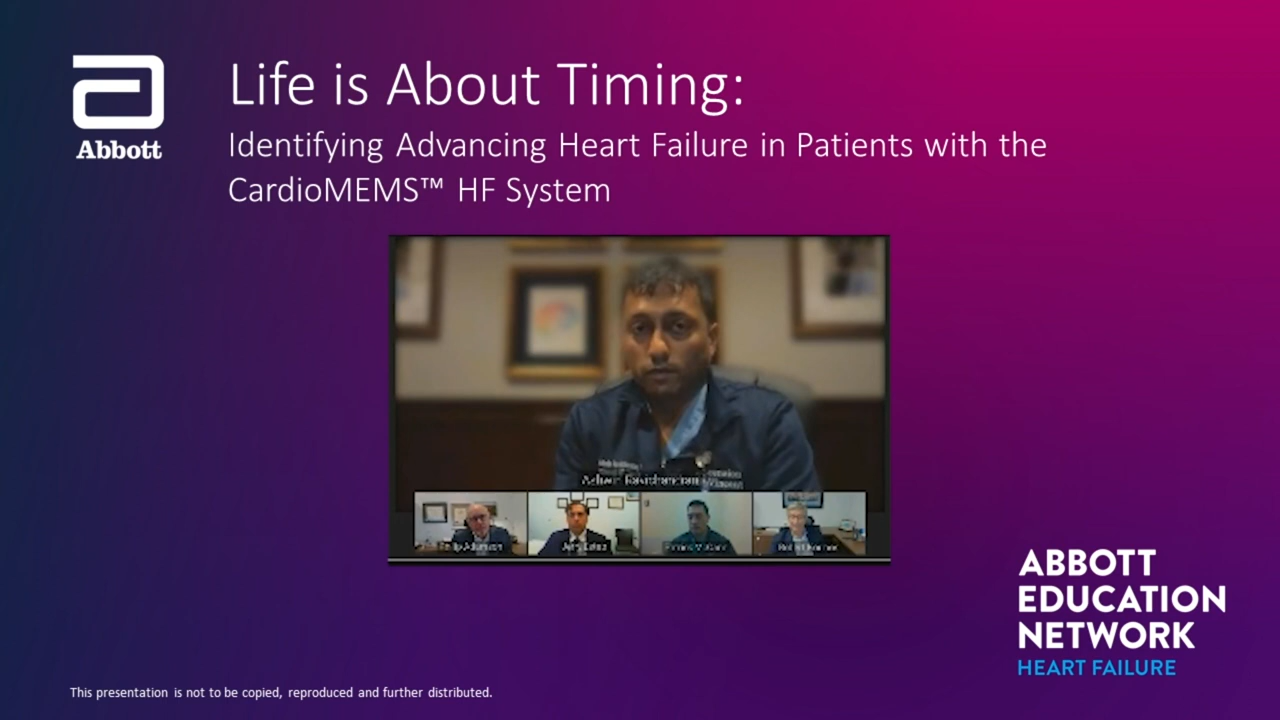 Abbott
Life is About Timing:
Identifying Advancing Heart Failure in Patients with the
CardioMEMS™ HF System
ABBOTT
EDUCATION
NETWORK
HEART FAILURE
This presentation is not to be copied, reproduced and further distributed.